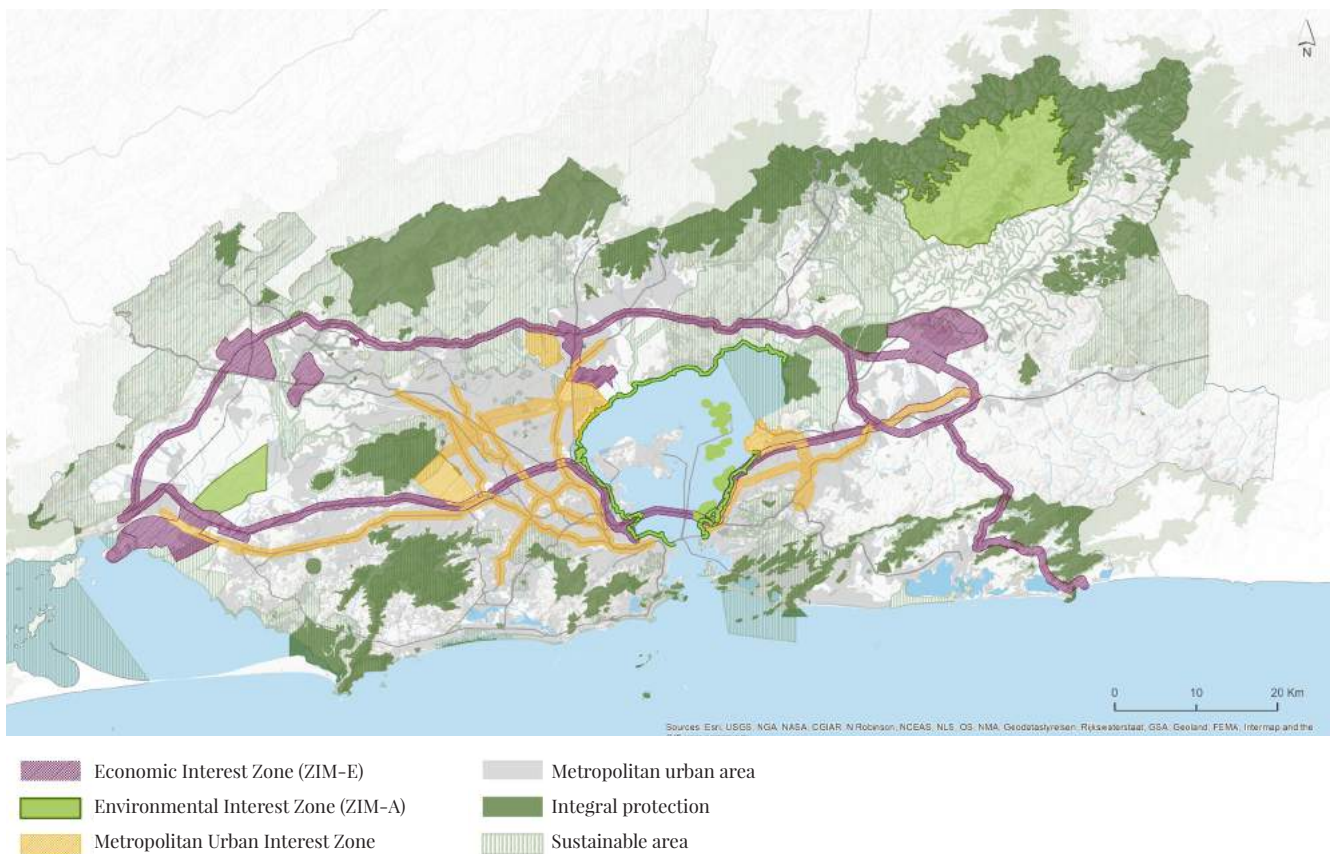 N
0 10 20 Km
Sources: Esri, USGS, NGA, NASA, CGIAR, N Robinson, NCEAS, NLS, OS, NMA, Geodatastyrelsen, Rijkswaterstaat, GSA, Geoland, FEMA, Intermap and the
Economic Interest Zone (ZIM-E)
Environmental Interest Zone (ZIM-A)
Metropolitan Urban Interest Zone
Metropolitan urban area
Integral protection
Sustainable area